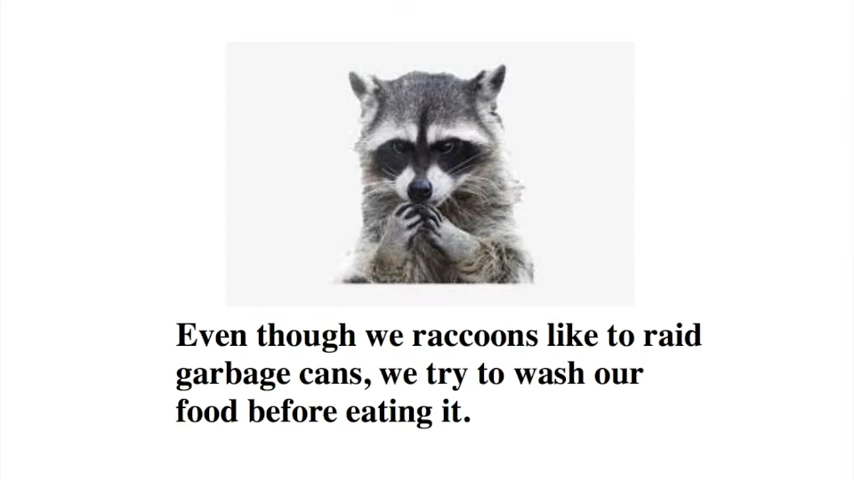 Even though we raccoons like to raid
garbage cans, we try to wash our
food before eating it.